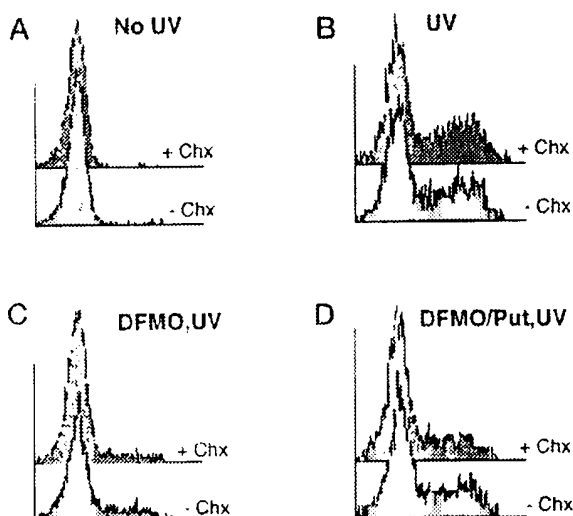 A No UV
+ Chx
- Chx
B UV
+ Chx
- Chx
C DFMO,UV
+ Chx
- Chx
D DFMO/Put,UV
+ Chx
- Chx